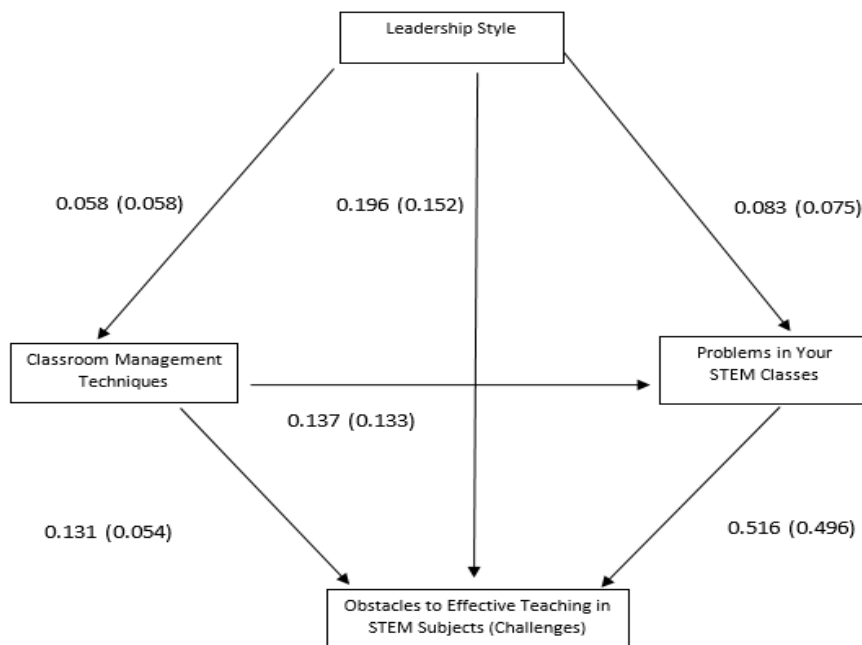 Leadership Style
0.058 (0.058)
0.196 (0.152)
0.083 (0.075)
Classroom Management
Techniques
Problems in Your
STEM Classes
0.137 (0.133)
0.131 (0.054)
0.516 (0.496)
Obstacles to Effective Teaching in
STEM Subjects (Challenges)